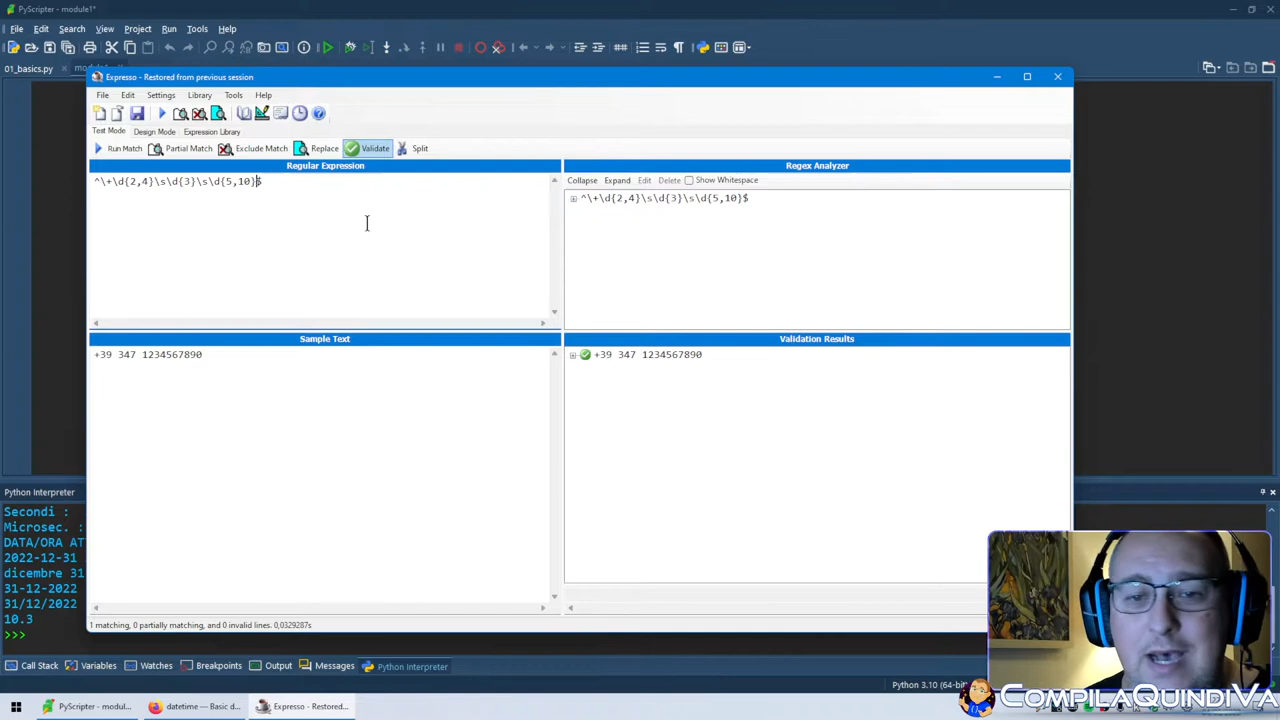 PyScripter - module1*
File Edit Search View Project Run Tools Help
01_basics.py
Expresso - Restored from previous session
File Edit Settings Library Tools Help
Test Mode Design Mode Expression Library
Run Match Partial Match Exclude Match Replace Validate Split
Regular Expression
^\+\d{2,4}\s\d{3}\s\d{5,10}$
Regex Analyzer
Collapse Expand Edit Delete Show Whitespace
^\+\d{2,4}\s\d{3}\s\d{5,10}$
Sample Text
+39 347 1234567890
Validation Results
+39 347 1234567890
1 matching, 0 partially matching, and 0 invalid lines. 0,0329287s
Python Interpreter
Secondi :
Microsec. :
DATA/ORA AT
2022-12-31
dicembre 31
31-12-2022
31/12/2022
10.3
>>>
Call Stack Variables Watches Breakpoints Output Messages Python Interpreter
Python 3.10 (64-bit)
PyScripter - modul... datetime — Basic d... Expresso - Restored...
COMPILAQUINDIVA